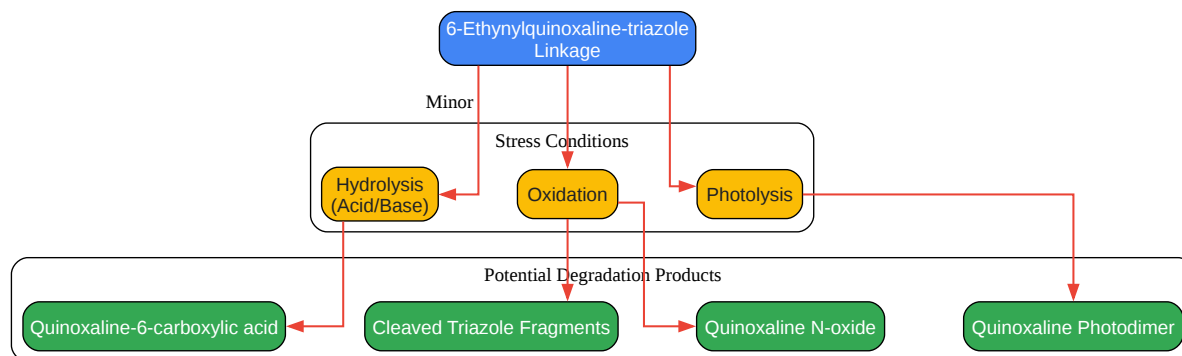 6-Ethynylquinoxaline-triazole
Linkage
Minor
Stress Conditions
Hydrolysis
(Acid/Base)
Oxidation
Photolysis
Potential Degradation Products
Quinoxaline-6-carboxylic acid
Cleaved Triazole Fragments
Quinoxaline N-oxide
Quinoxaline Photodimer